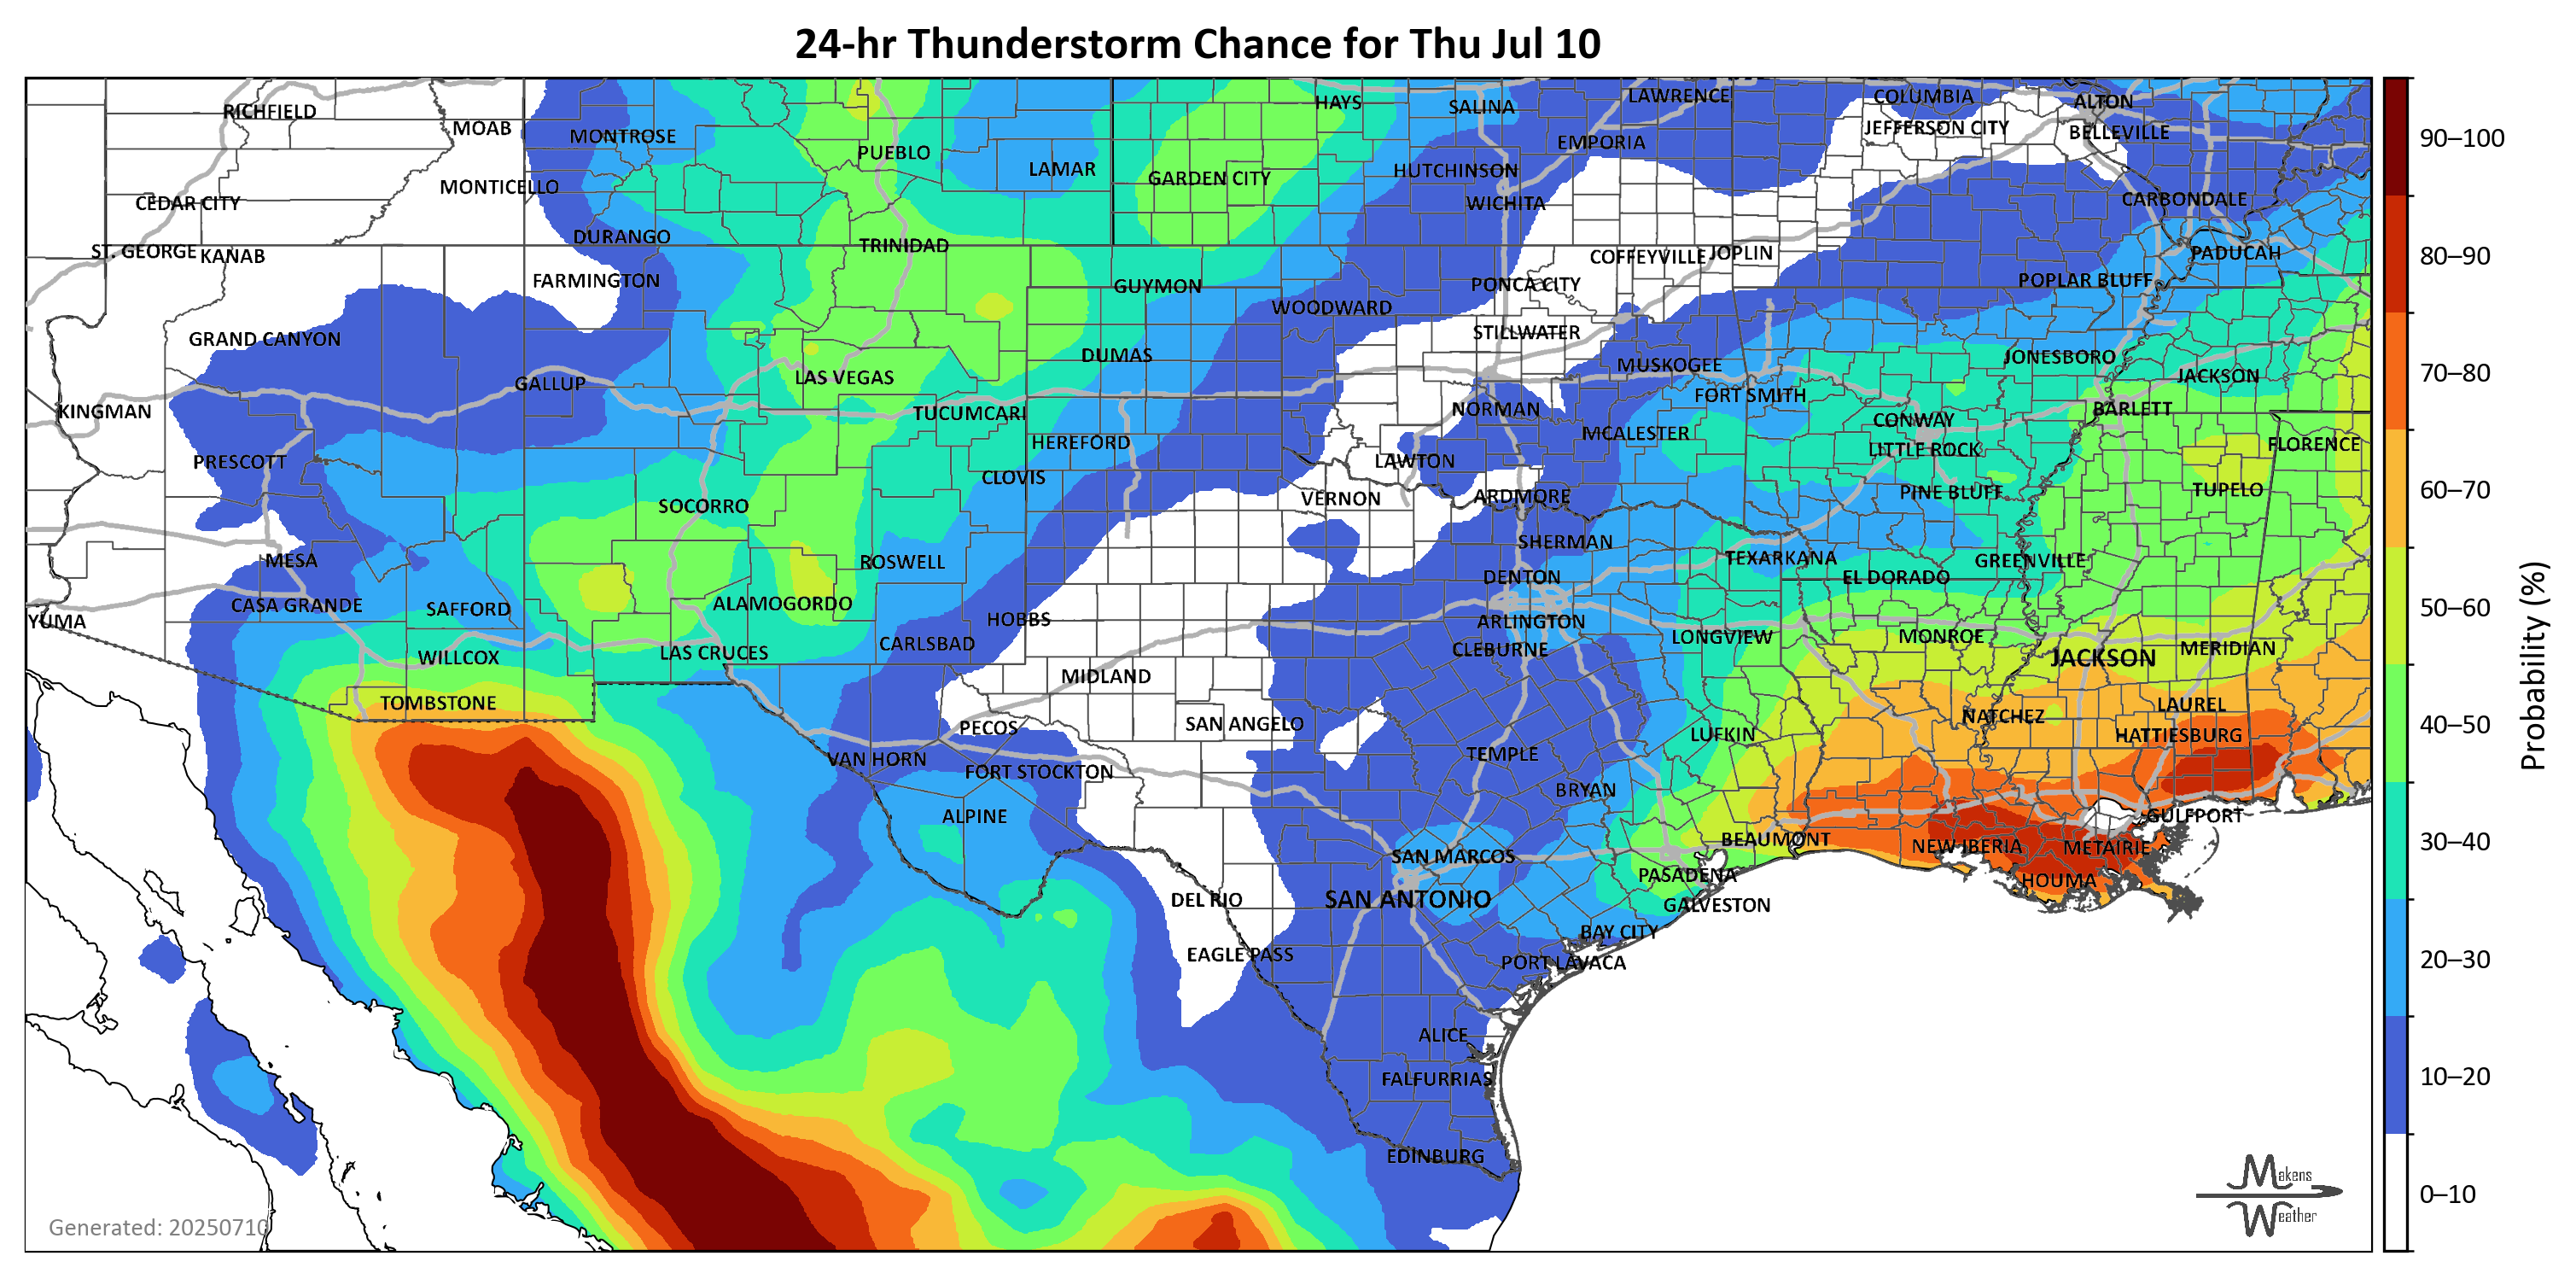 24-hr Thunderstorm Chance for Thu Jul 10
RICHFIELD
MOAB
MONTROSE
PUEBLO
LAMAR
HAYS
SALINA
LAWRENCE
COLUMBIA
ALTON
JEFFERSON CITY
BELLEVILLE
EMPORIA
HUTCHINSON
GARDEN CITY
MONTICELLO
CEDAR CITY
WICHITA
CARBONDALE
DURANGO
TRINIDAD
ST. GEORGE
KANAB
COFFEYVILLE
JOPLIN
PADUCAH
FARMINGTON
GUYMON
PONCA CITY
POPLAR BLUFF
WOODWARD
STILLWATER
GRAND CANYON
DUMAS
MUSKOGEE
JONESBORO
JACKSON
GALLUP
LAS VEGAS
FORT SMITH
KINGMAN
TUCUMCARI
NORMAN
BARLETT
CONWAY
HEREFORD
MCALESTER
LITTLE ROCK
FLORENCE
PRESCOTT
LAWTON
CLOVIS
VERNON
ARDMORE
PINE BLUFF
TUPELO
SOCORRO
SHERMAN
MESA
ROSWELL
TEXARKANA
GREENVILLE
DENTON
EL DORADO
CASA GRANDE
SAFFORD
ALAMOGORDO
YUMA
HOBBS
ARLINGTON
CARLSBAD
CLEBURNE
LONGVIEW
MONROE
JACKSON
MERIDIAN
WILLCOX
LAS CRUCES
MIDLAND
TOMBSTONE
PECOS
SAN ANGELO
NATCHEZ
LAUREL
LUFKIN
HATTIESBURG
VAN HORN
FORT STOCKTON
TEMPLE
BRYAN
ALPINE
GULFPORT
BEAUMONT
NEW IBERIA
METAIRIE
SAN MARCOS
PASADENA
HOUMA
DEL RIO
SAN ANTONIO
GALVESTON
BAY CITY
EAGLE PASS
PORT LAVACA
ALICE
FALFURRIAS
EDINBURG
Generated: 20250710
Makens
Weather
90–100
80–90
70–80
60–70
50–60
40–50
30–40
20–30
10–20
0–10
Probability (%)